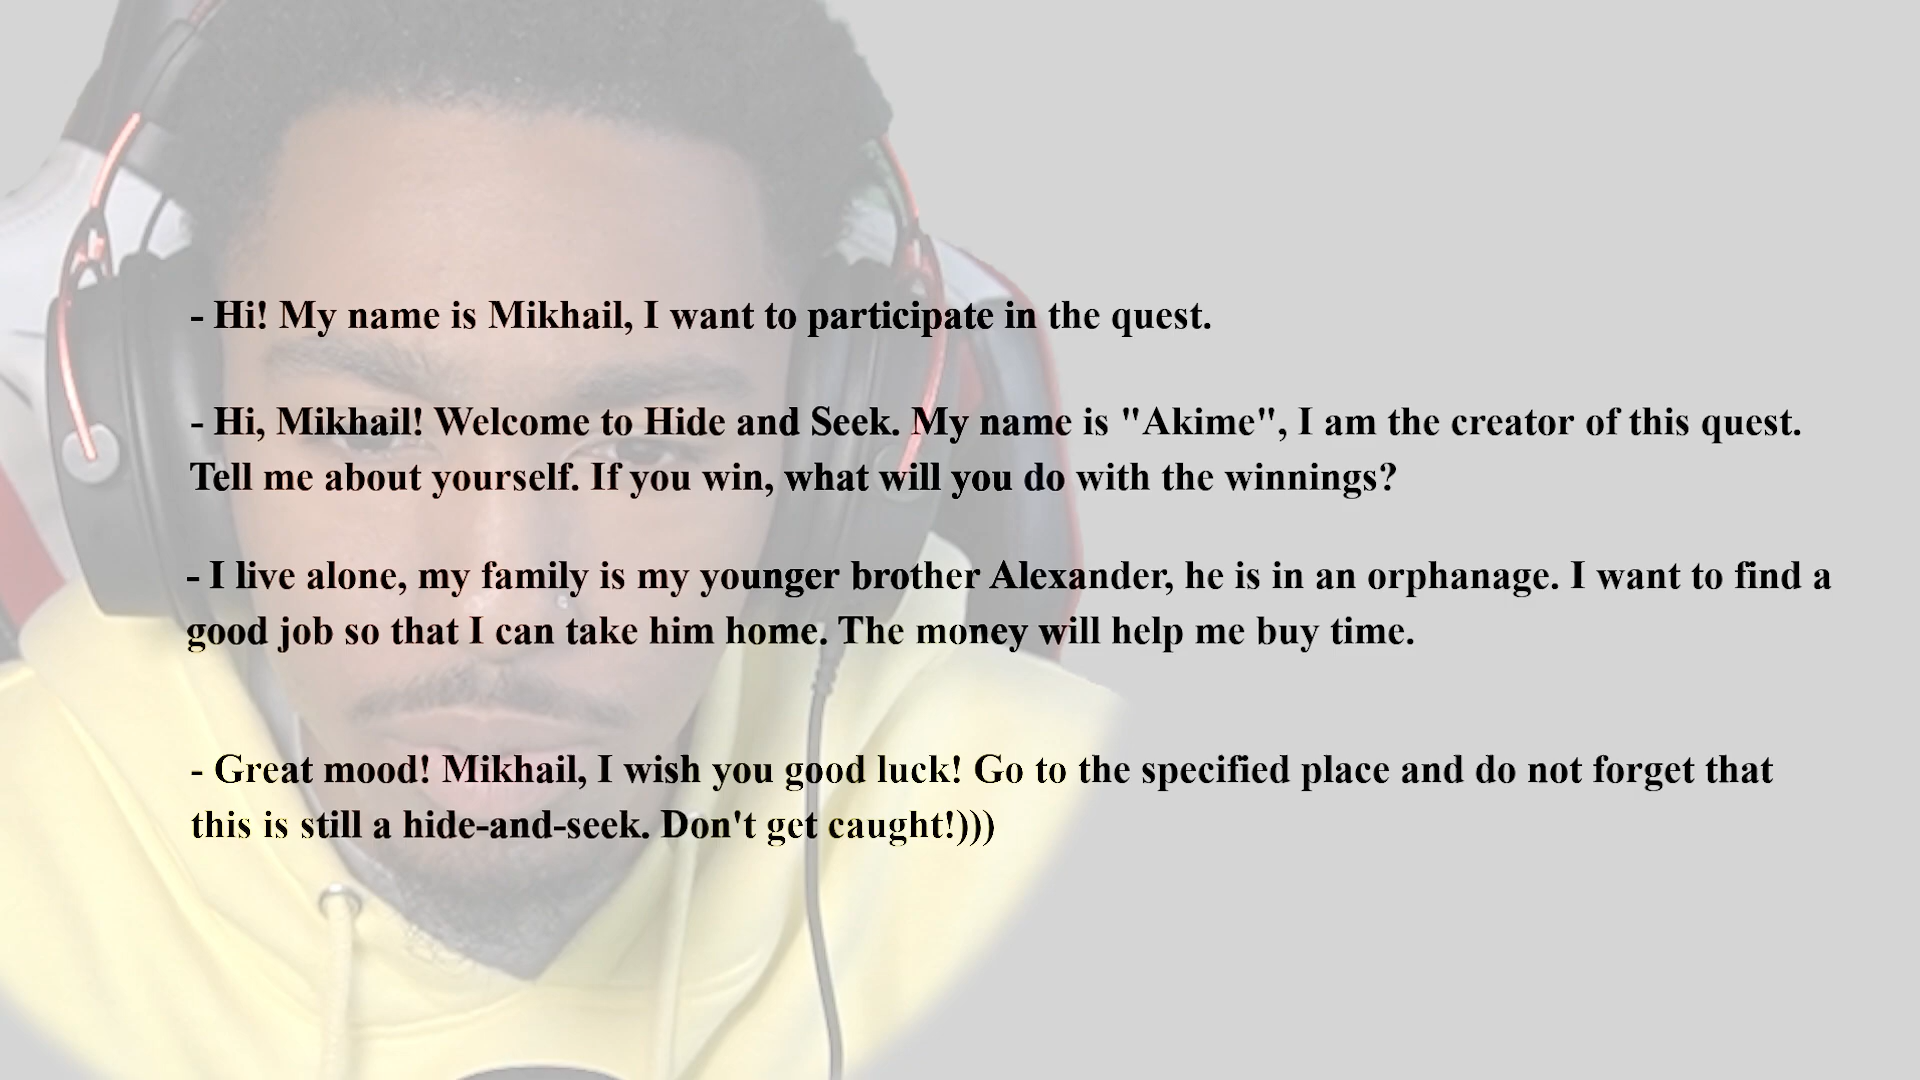 - Hi! My name is Mikhail, I want to participate in the quest.
- Hi, Mikhail! Welcome to Hide and Seek. My name is "Akime", I am the creator of this quest.
Tell me about yourself. If you win, what will you do with the winnings?
- I live alone, my family is my younger brother Alexander, he is in an orphanage. I want to find a
good job so that I can take him home. The money will help me buy time.
- Great mood! Mikhail, I wish you good luck! Go to the specified place and do not forget that
this is still a hide-and-seek. Don't get caught!)))